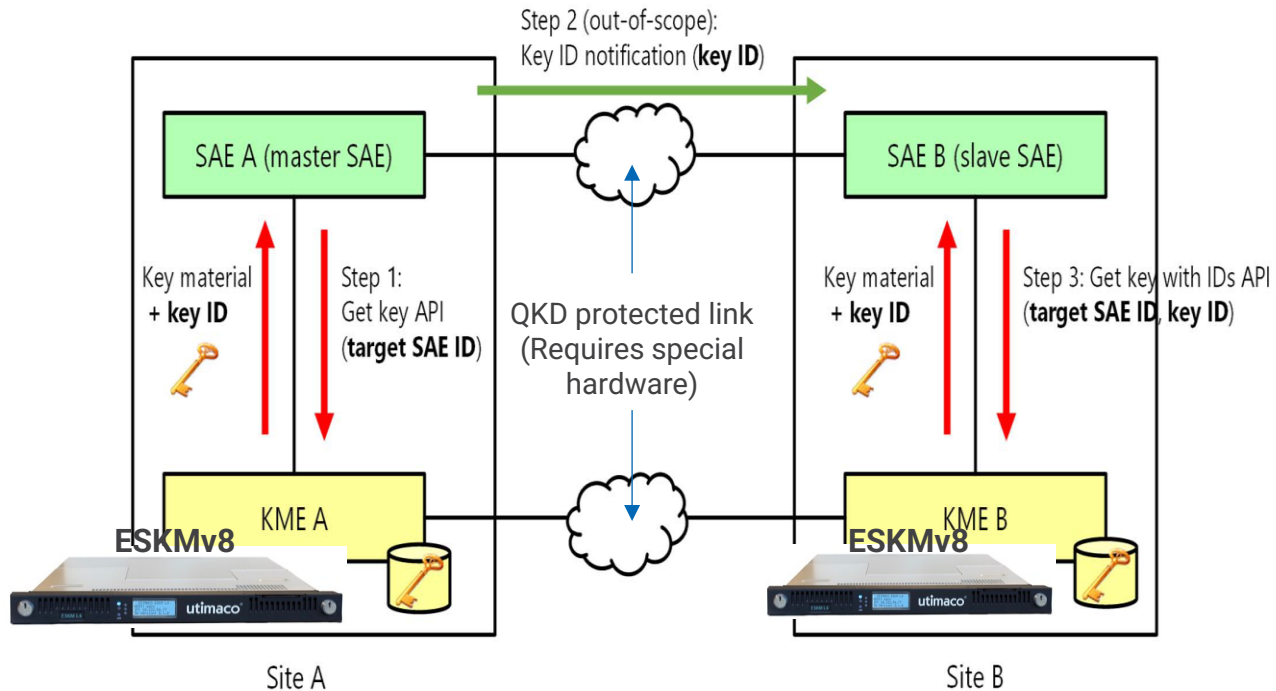 Step 2 (out-of-scope):
Key ID notification (key ID)
SAE A (master SAE)
SAE B (slave SAE)
Key material
+ key ID
Step 1:
Get key API
(target SAE ID)
QKD protected link
(Requires special
hardware)
Key material
+ key ID
Step 3: Get key with IDs API
(target SAE ID, key ID)
KME A
ESKMv8
utimaco
KME B
ESKMv8
utimaco
Site A
Site B